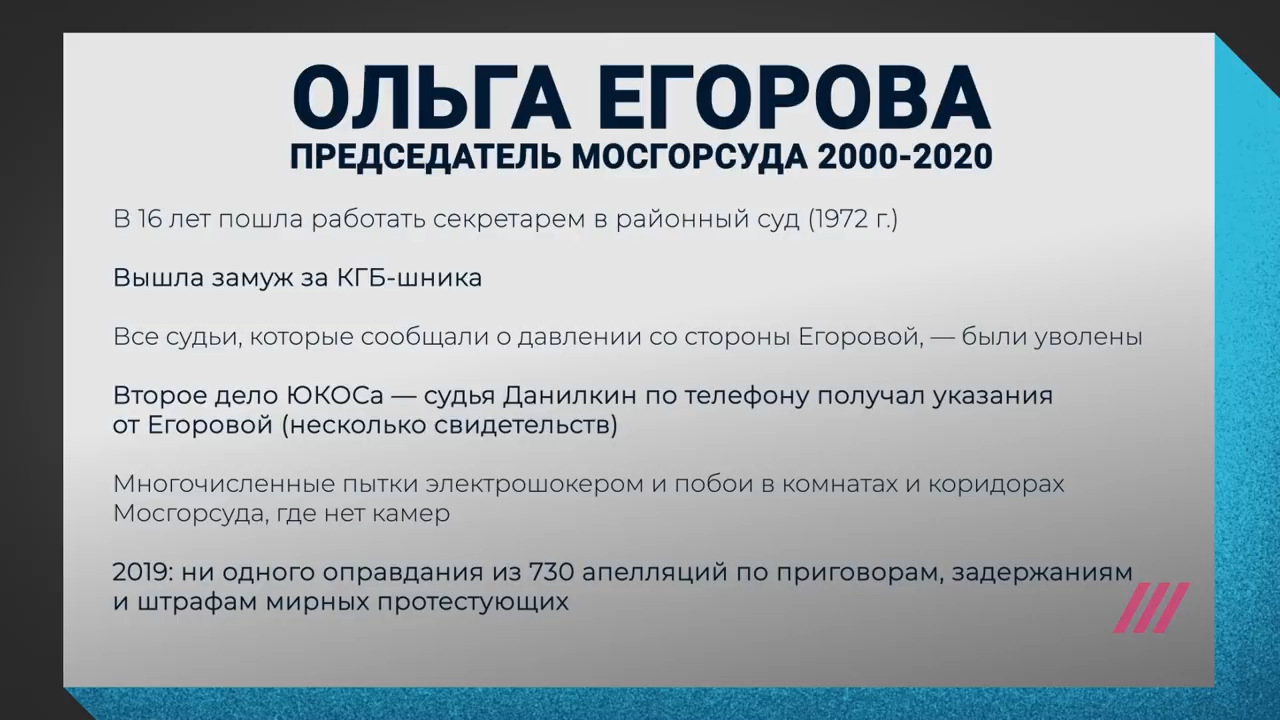 ОЛЬГА ЕГОРОВА
ПРЕДСЕДАТЕЛЬ МОСГОРСУДА 2000-2020
В 16 лет пошла работать секретарем в районный суд (1972 г.)
Вышла замуж за КГБ-шника
Все судьи, которые сообщали о давлении со стороны Егоровой, — были уволены
Второе дело ЮКОСа — судья Данилкин по телефону получал указания
от Егоровой (несколько свидетельств)
Многочисленные пытки электрошокером и побои в комнатах и коридорах
Мосгорсуда, где нет камер
2019: ни одного оправдания из 730 апелляций по приговорам, задержаниям
и штрафам мирных протестующих